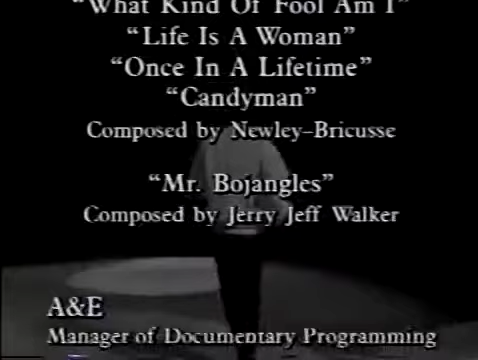 “What Kind Of Fool Am I”
“Life Is A Woman”
“Once In A Lifetime”
“Candyman”
Composed by Newley–Bricusse
“Mr. Bojangles”
Composed by Jerry Jeff Walker
A&E
Manager of Documentary Programming